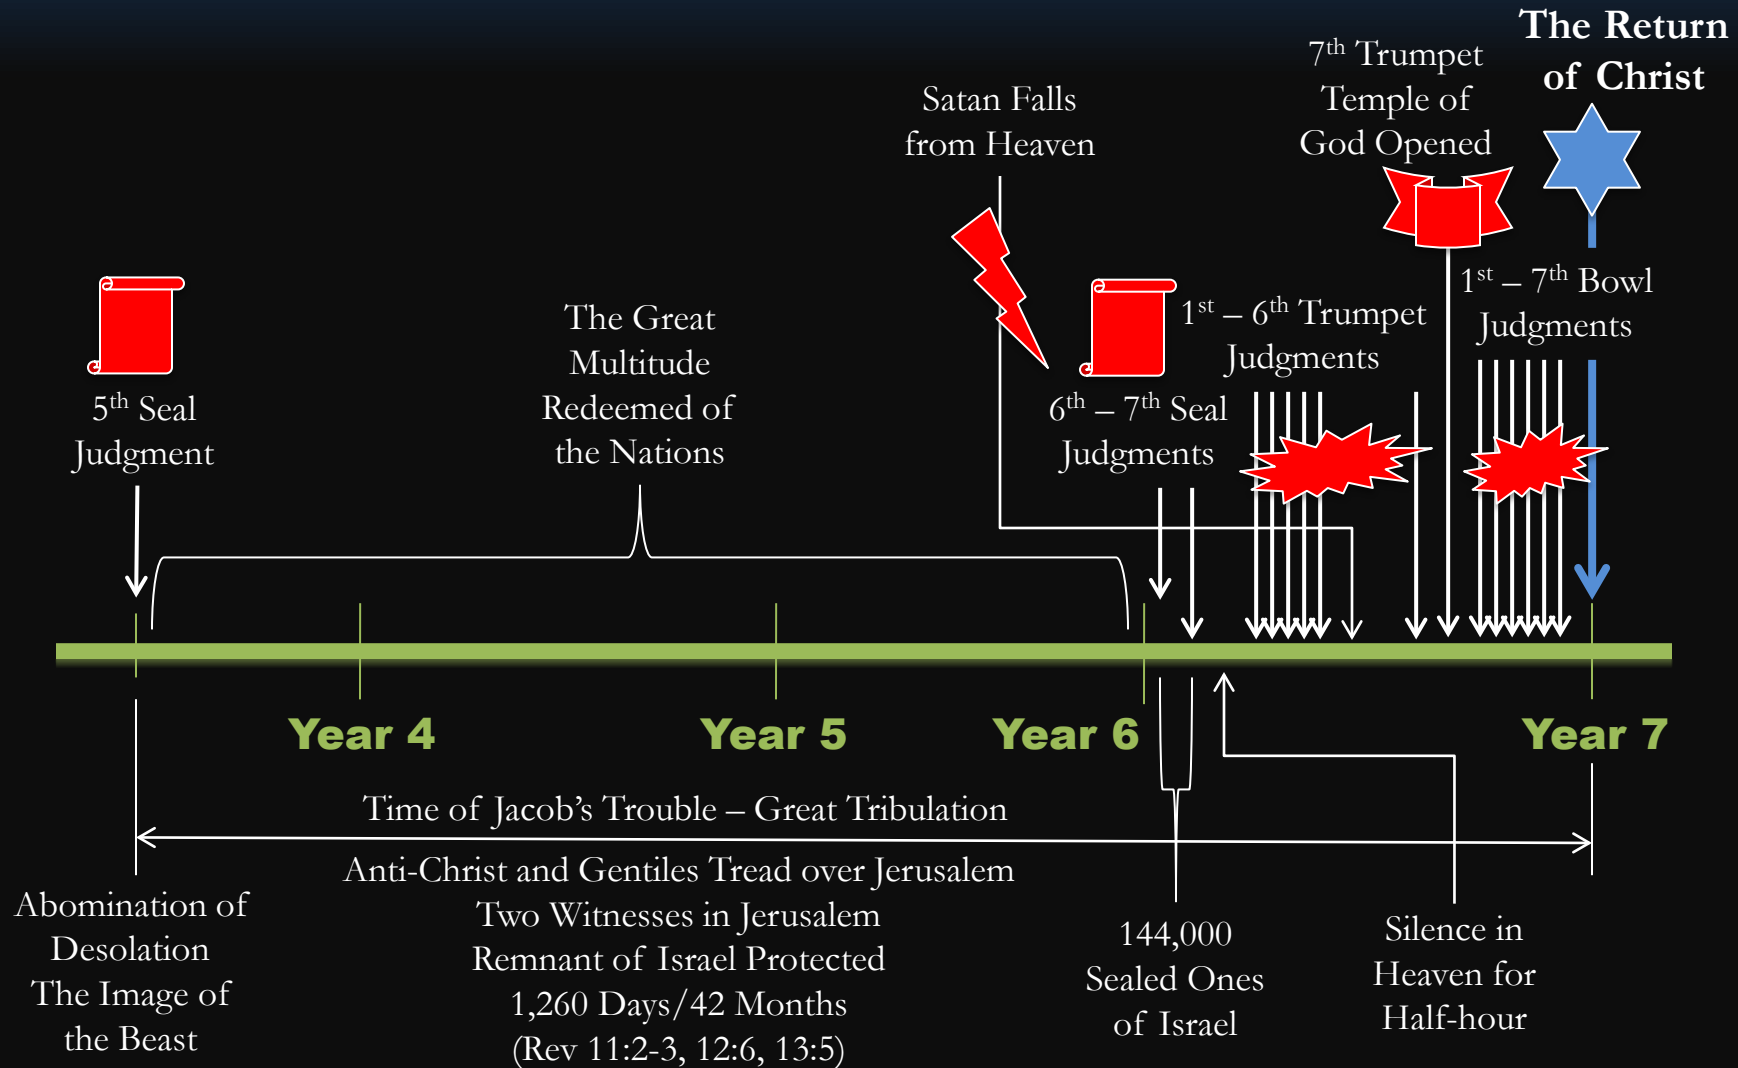 The Return
of Christ
7th Trumpet
Temple of
God Opened
Satan Falls
from Heaven
1st – 7th Bowl
Judgments
1st – 6th Trumpet
Judgments
The Great
Multitude
Redeemed of
the Nations
5th Seal
Judgment
6th – 7th Seal
Judgments
Year 4
Year 5
Year 6
Year 7
Time of Jacob’s Trouble – Great Tribulation
Anti-Christ and Gentiles Tread over Jerusalem
Two Witnesses in Jerusalem
Remnant of Israel Protected
1,260 Days/42 Months
(Rev 11:2-3, 12:6, 13:5)
Abomination of
Desolation
The Image of
the Beast
144,000
Sealed Ones
of Israel
Silence in
Heaven for
Half-hour